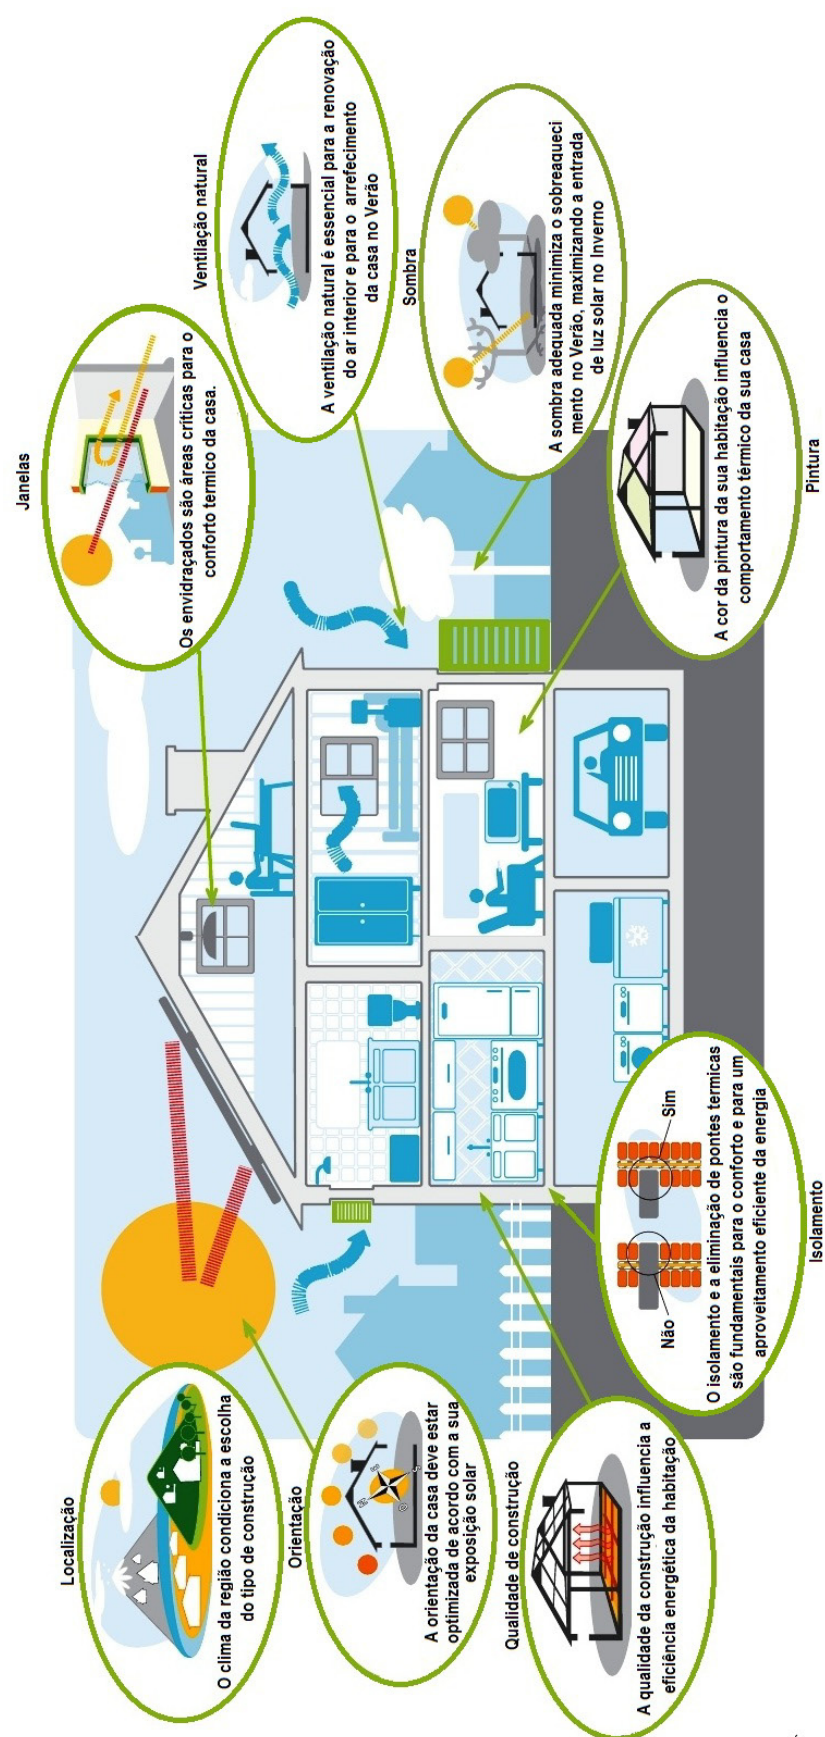 Localização
O clima da região condiciona a escolha
do tipo de construção
Orientação
A orientação da casa deve estar
optimizada de acordo com a sua
exposição solar
N
S
O
Qualidade de construção
A qualidade da construção influencia a
eficiência energética da habitação
Janelas
Os envidraçados são áreas críticas para o
conforto termico da casa.
Ventilação natural
A ventilação natural é essencial para a renovação
do ar interior e para o arrefecimento
da casa no Verão
Sombra
A sombra adequada minimiza o sobreaqueci
mento no Verão, maximizando a entrada
de luz solar no Inverno
A cor da pintura da sua habitação influencia o
comportamento térmico da sua casa
Pintura
Não
Sim
O isolamento e a eliminação de pontes termicas
são fundamentais para o conforto e para um
aproveitamento eficiente da energia
Isolamento